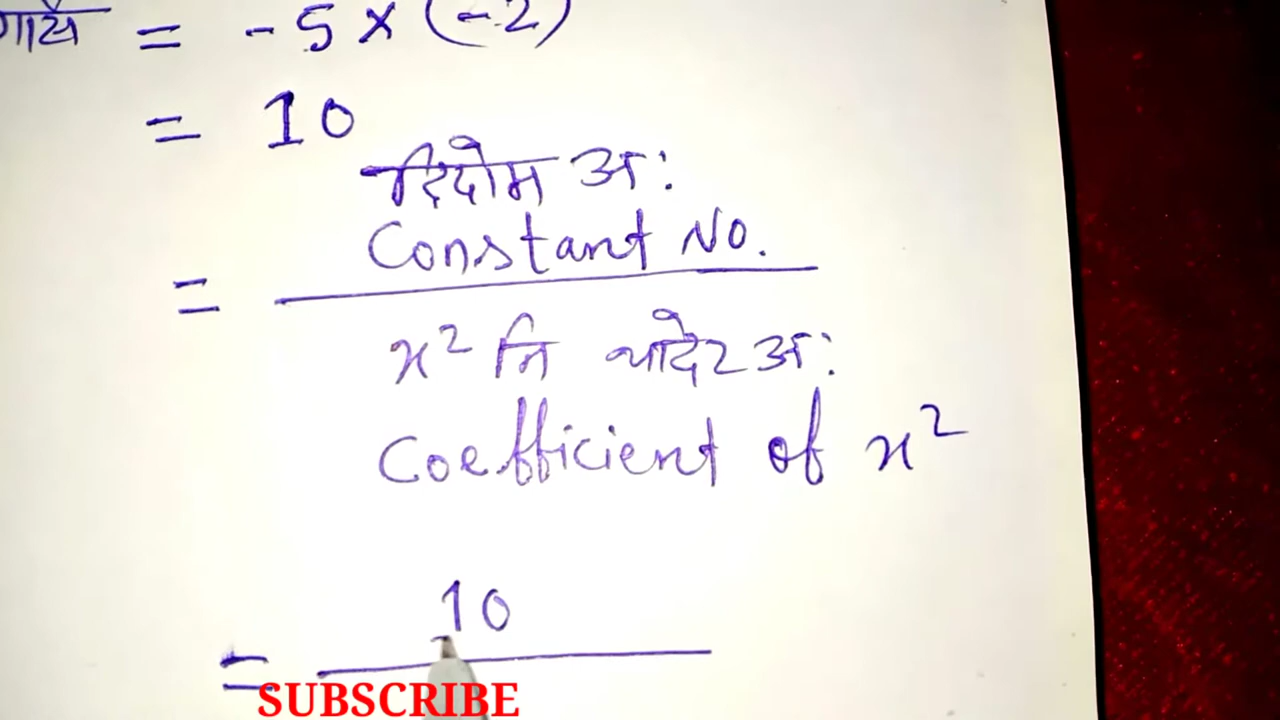 = -5 × (-2)
= 10
अ:
Constant No.
=
x² नि अ:
Coefficient of x²
10
=
SUBSCRIBE